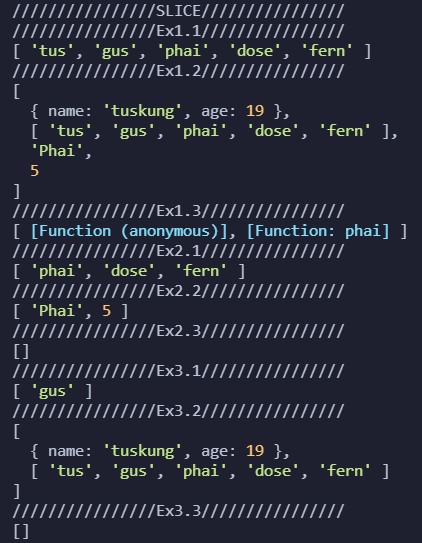 ////////////////SLICE////////////////
////////////////Ex1.1////////////////
[ 'tus', 'gus', 'phai', 'dose', 'fern' ]
////////////////Ex1.2////////////////
[
  { name: 'tuskung', age: 19 },
  [ 'tus', 'gus', 'phai', 'dose', 'fern' ],
  'Phai',
  5
]
////////////////Ex1.3////////////////
[ [Function (anonymous)], [Function: phai] ]
////////////////Ex2.1////////////////
[ 'phai', 'dose', 'fern' ]
////////////////Ex2.2////////////////
[ 'Phai', 5 ]
////////////////Ex2.3////////////////
[]
////////////////Ex3.1////////////////
[ 'gus' ]
////////////////Ex3.2////////////////
[
  { name: 'tuskung', age: 19 },
  [ 'tus', 'gus', 'phai', 'dose', 'fern' ]
]
////////////////Ex3.3////////////////
[]